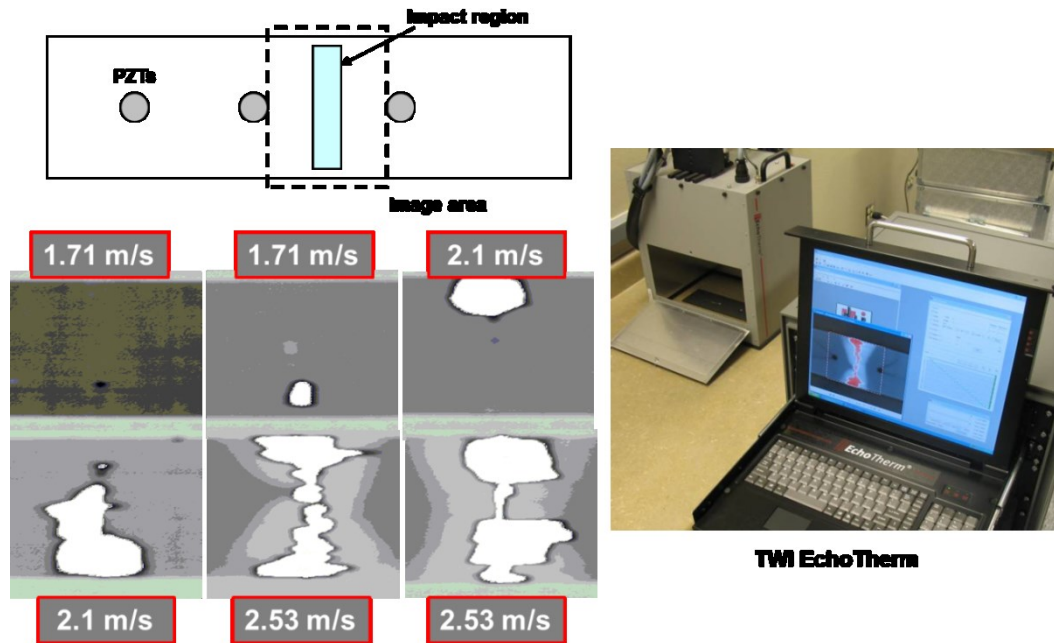 Impact region
PZTs
Image area
1.71 m/s
1.71 m/s
2.1 m/s
2.1 m/s
2.53 m/s
2.53 m/s
EchoTherm®
TWI EchoTherm